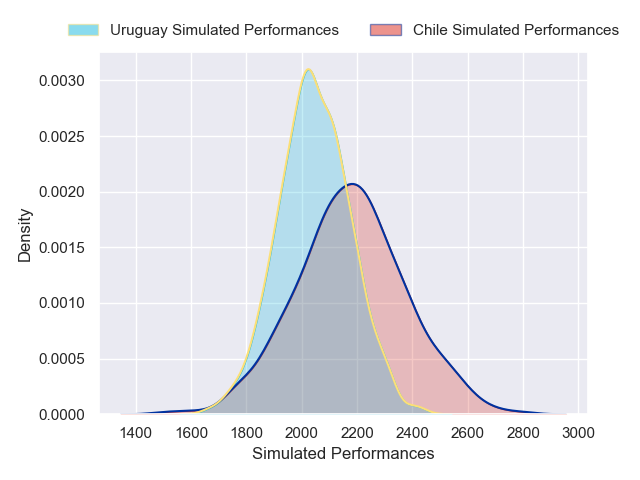 Uruguay Simulated Performances Chile Simulated Performances
0.0030
0.0025
0.0020
0.0015
0.0010
0.0005
0.0000
Density
1400 1600 1800 2000 2200 2400 2600 2800 3000
Simulated Performances